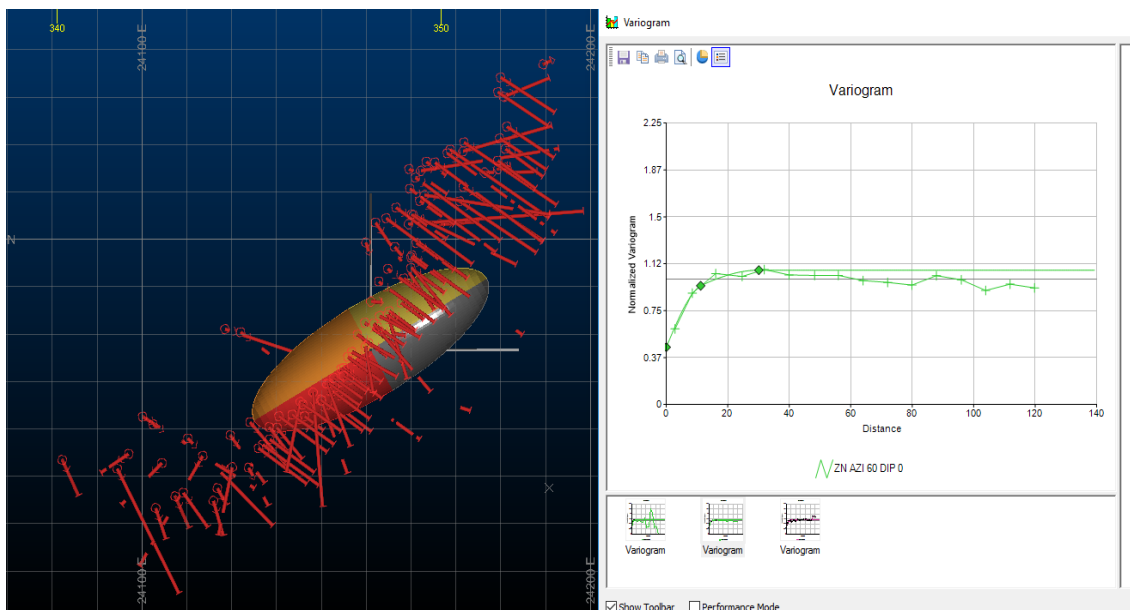 340
350
24100 E
24200 E
N
24100 E
24200 E
Variogram
Variogram
2.25
1.87
1.5
1.12
0.75
0.37
0
Normalized Variogram
0
20
40
60
80
100
120
140
Distance
ZN AZI 60 DIP 0
Variogram
Variogram
Variogram
Show Toolbar
Performance Mode